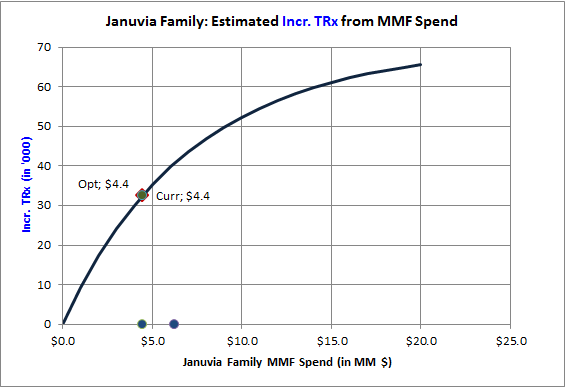 Januvia Family: Estimated Incr. TRx from MMF Spend
70
60
50
40
30
20
10
0
Incr. TRx (in '000)
Opt; $4.4
Curr; $4.4
$0.0 $5.0 $10.0 $15.0 $20.0 $25.0
Januvia Family MMF Spend (in MM $)